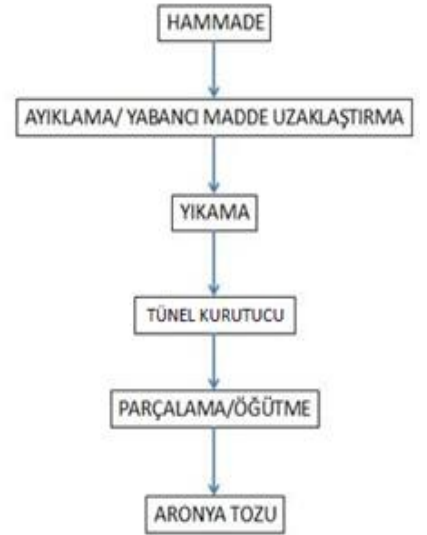 HAMMADE
AYIKLAMA/ YABANCI MADDE UZAKLAŞTIRMA
YIKAMA
TÜNEL KURUTUCU
PARÇALAMA/ÖĞÜTME
ARONYA TOZU